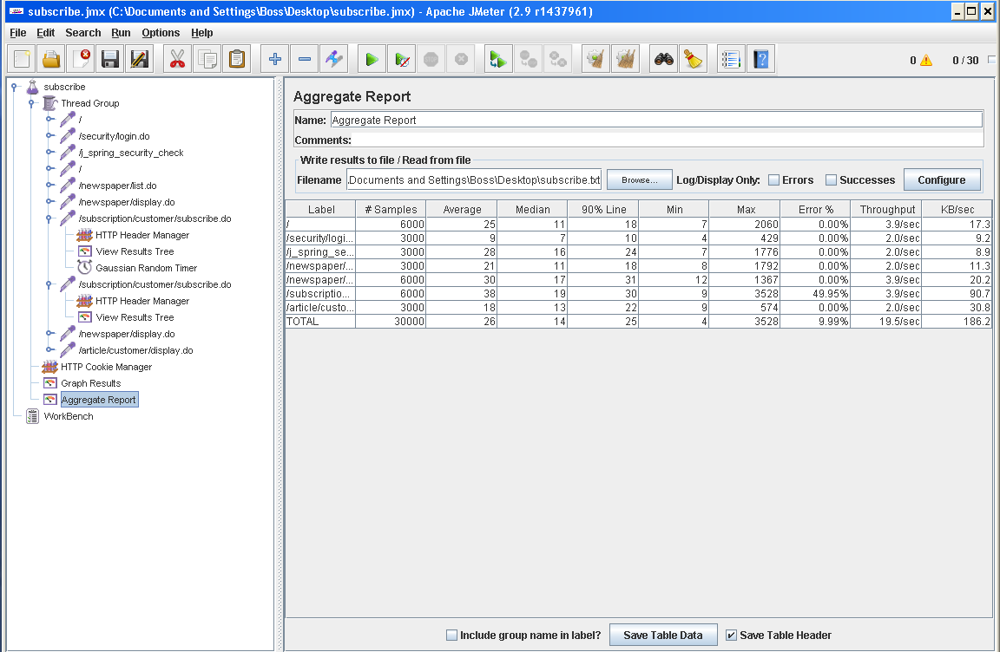 subscribe.jmx (C:\Documents and Settings\Boss\Desktop\subscribe.jmx) - Apache JMeter (2.9 r1437961)
File Edit Search Run Options Help
0 0 / 30
subscribe
Thread Group
/
/security/login.do
/j_spring_security_check
/
/newspaper/list.do
/newspaper/display.do
/subscription/customer/subscribe.do
HTTP Header Manager
View Results Tree
Gaussian Random Timer
/subscription/customer/subscribe.do
HTTP Header Manager
View Results Tree
/newspaper/display.do
/article/customer/display.do
HTTP Cookie Manager
Graph Results
Aggregate Report
WorkBench
Aggregate Report
Name: Aggregate Report
Comments:
Write results to file / Read from file
Filename .Documents and Settings\Boss\Desktop\subscribe.txt Browse... Log/Display Only: Errors Successes Configure
Label # Samples Average Median 90% Line Min Max Error % Throughput KB/sec
/ 6000 25 11 18 7 2060 0.00% 3.9/sec 17.3
/security/logi... 3000 9 7 10 4 429 0.00% 2.0/sec 9.2
/j_spring_se... 3000 28 16 24 7 1776 0.00% 2.0/sec 8.9
/newspaper/... 3000 21 11 18 8 1792 0.00% 2.0/sec 11.3
/newspaper/... 6000 30 17 31 12 1367 0.00% 3.9/sec 20.2
/subscriptio... 6000 38 19 30 9 3528 49.95% 3.9/sec 90.7
/article/custo... 3000 18 13 22 9 574 0.00% 2.0/sec 30.8
TOTAL 30000 26 14 25 4 3528 9.99% 19.5/sec 186.2
Include group name in label? Save Table Data Save Table Header